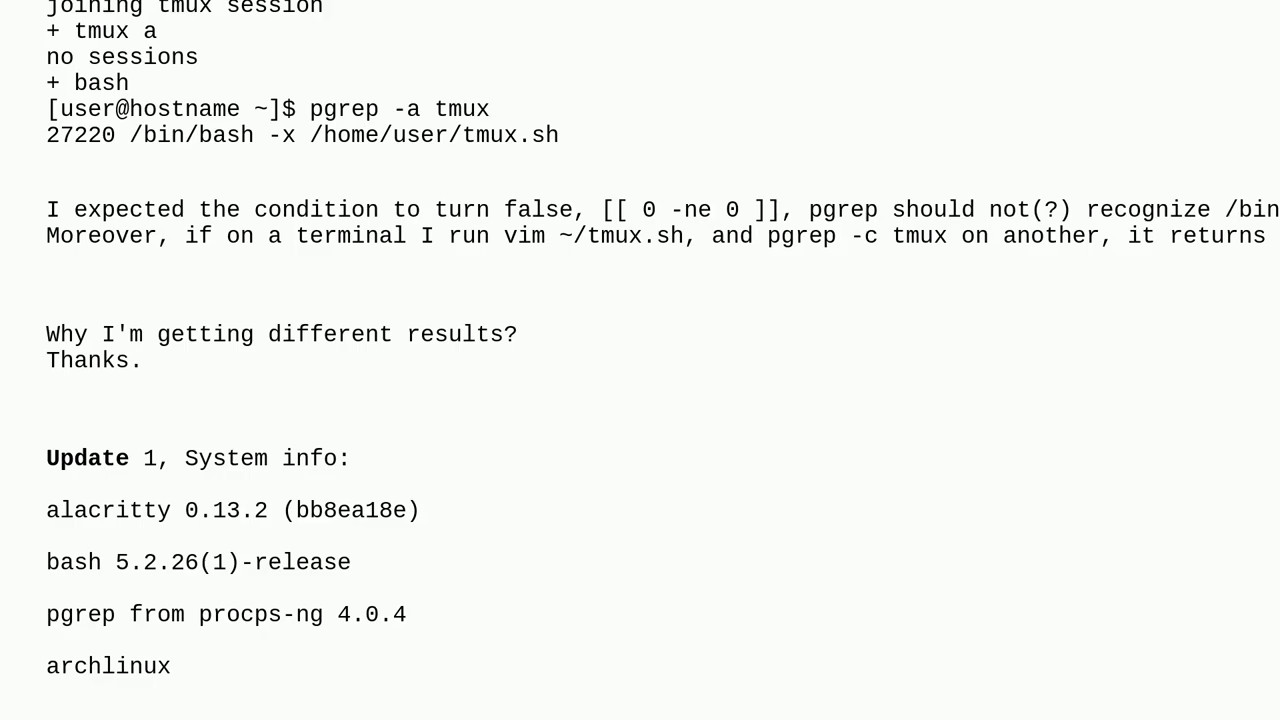 joining tmux session
+ tmux a
no sessions
+ bash
[user@hostname ~]$ pgrep -a tmux
27220 /bin/bash -x /home/user/tmux.sh
I expected the condition to turn false, [[ 0 -ne 0 ]], pgrep should not(?) recognize /bin
Moreover, if on a terminal I run vim ~/tmux.sh, and pgrep -c tmux on another, it returns
Why I'm getting different results?
Thanks.
Update 1, System info:
alacritty 0.13.2 (bb8ea18e)
bash 5.2.26(1)-release
pgrep from procps-ng 4.0.4
archlinux